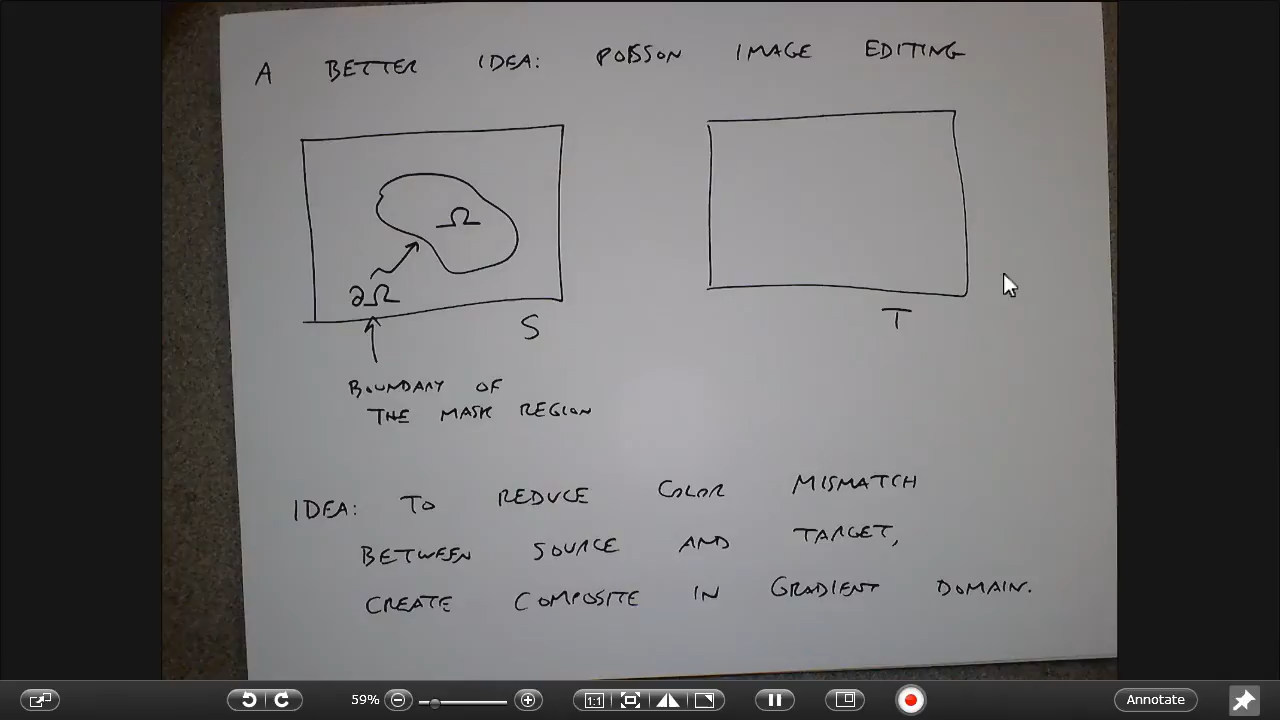 A BETTER IDEA: POISSON IMAGE EDITING
Ω
∂Ω
S
T
BOUNDARY OF
THE MASK REGION
IDEA: TO REDUCE COLOR MISMATCH
BETWEEN SOURCE AND TARGET,
CREATE COMPOSITE IN GRADIENT DOMAIN.
59%
1:1
Annotate